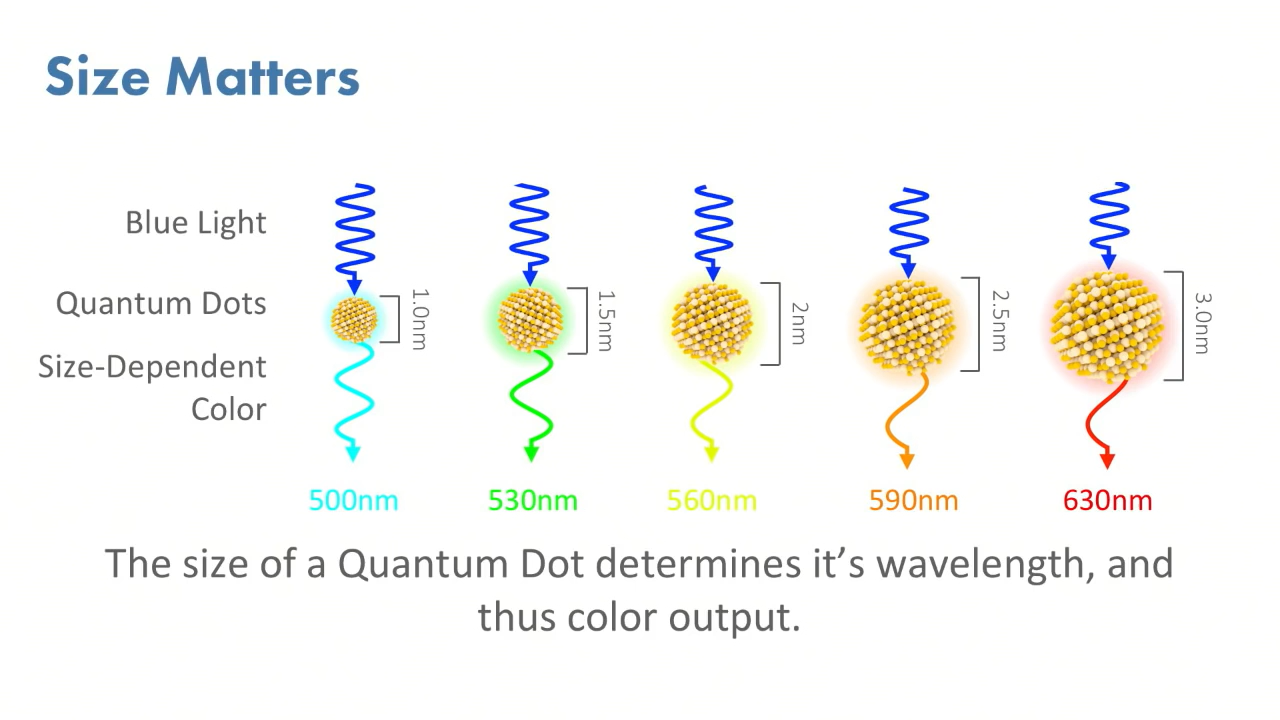 Size Matters
Blue Light
Quantum Dots
Size-Dependent
Color
1.0nm
1.5nm
2nm
2.5nm
3.0nm
500nm
530nm
560nm
590nm
630nm
The size of a Quantum Dot determines it’s wavelength, and
thus color output.